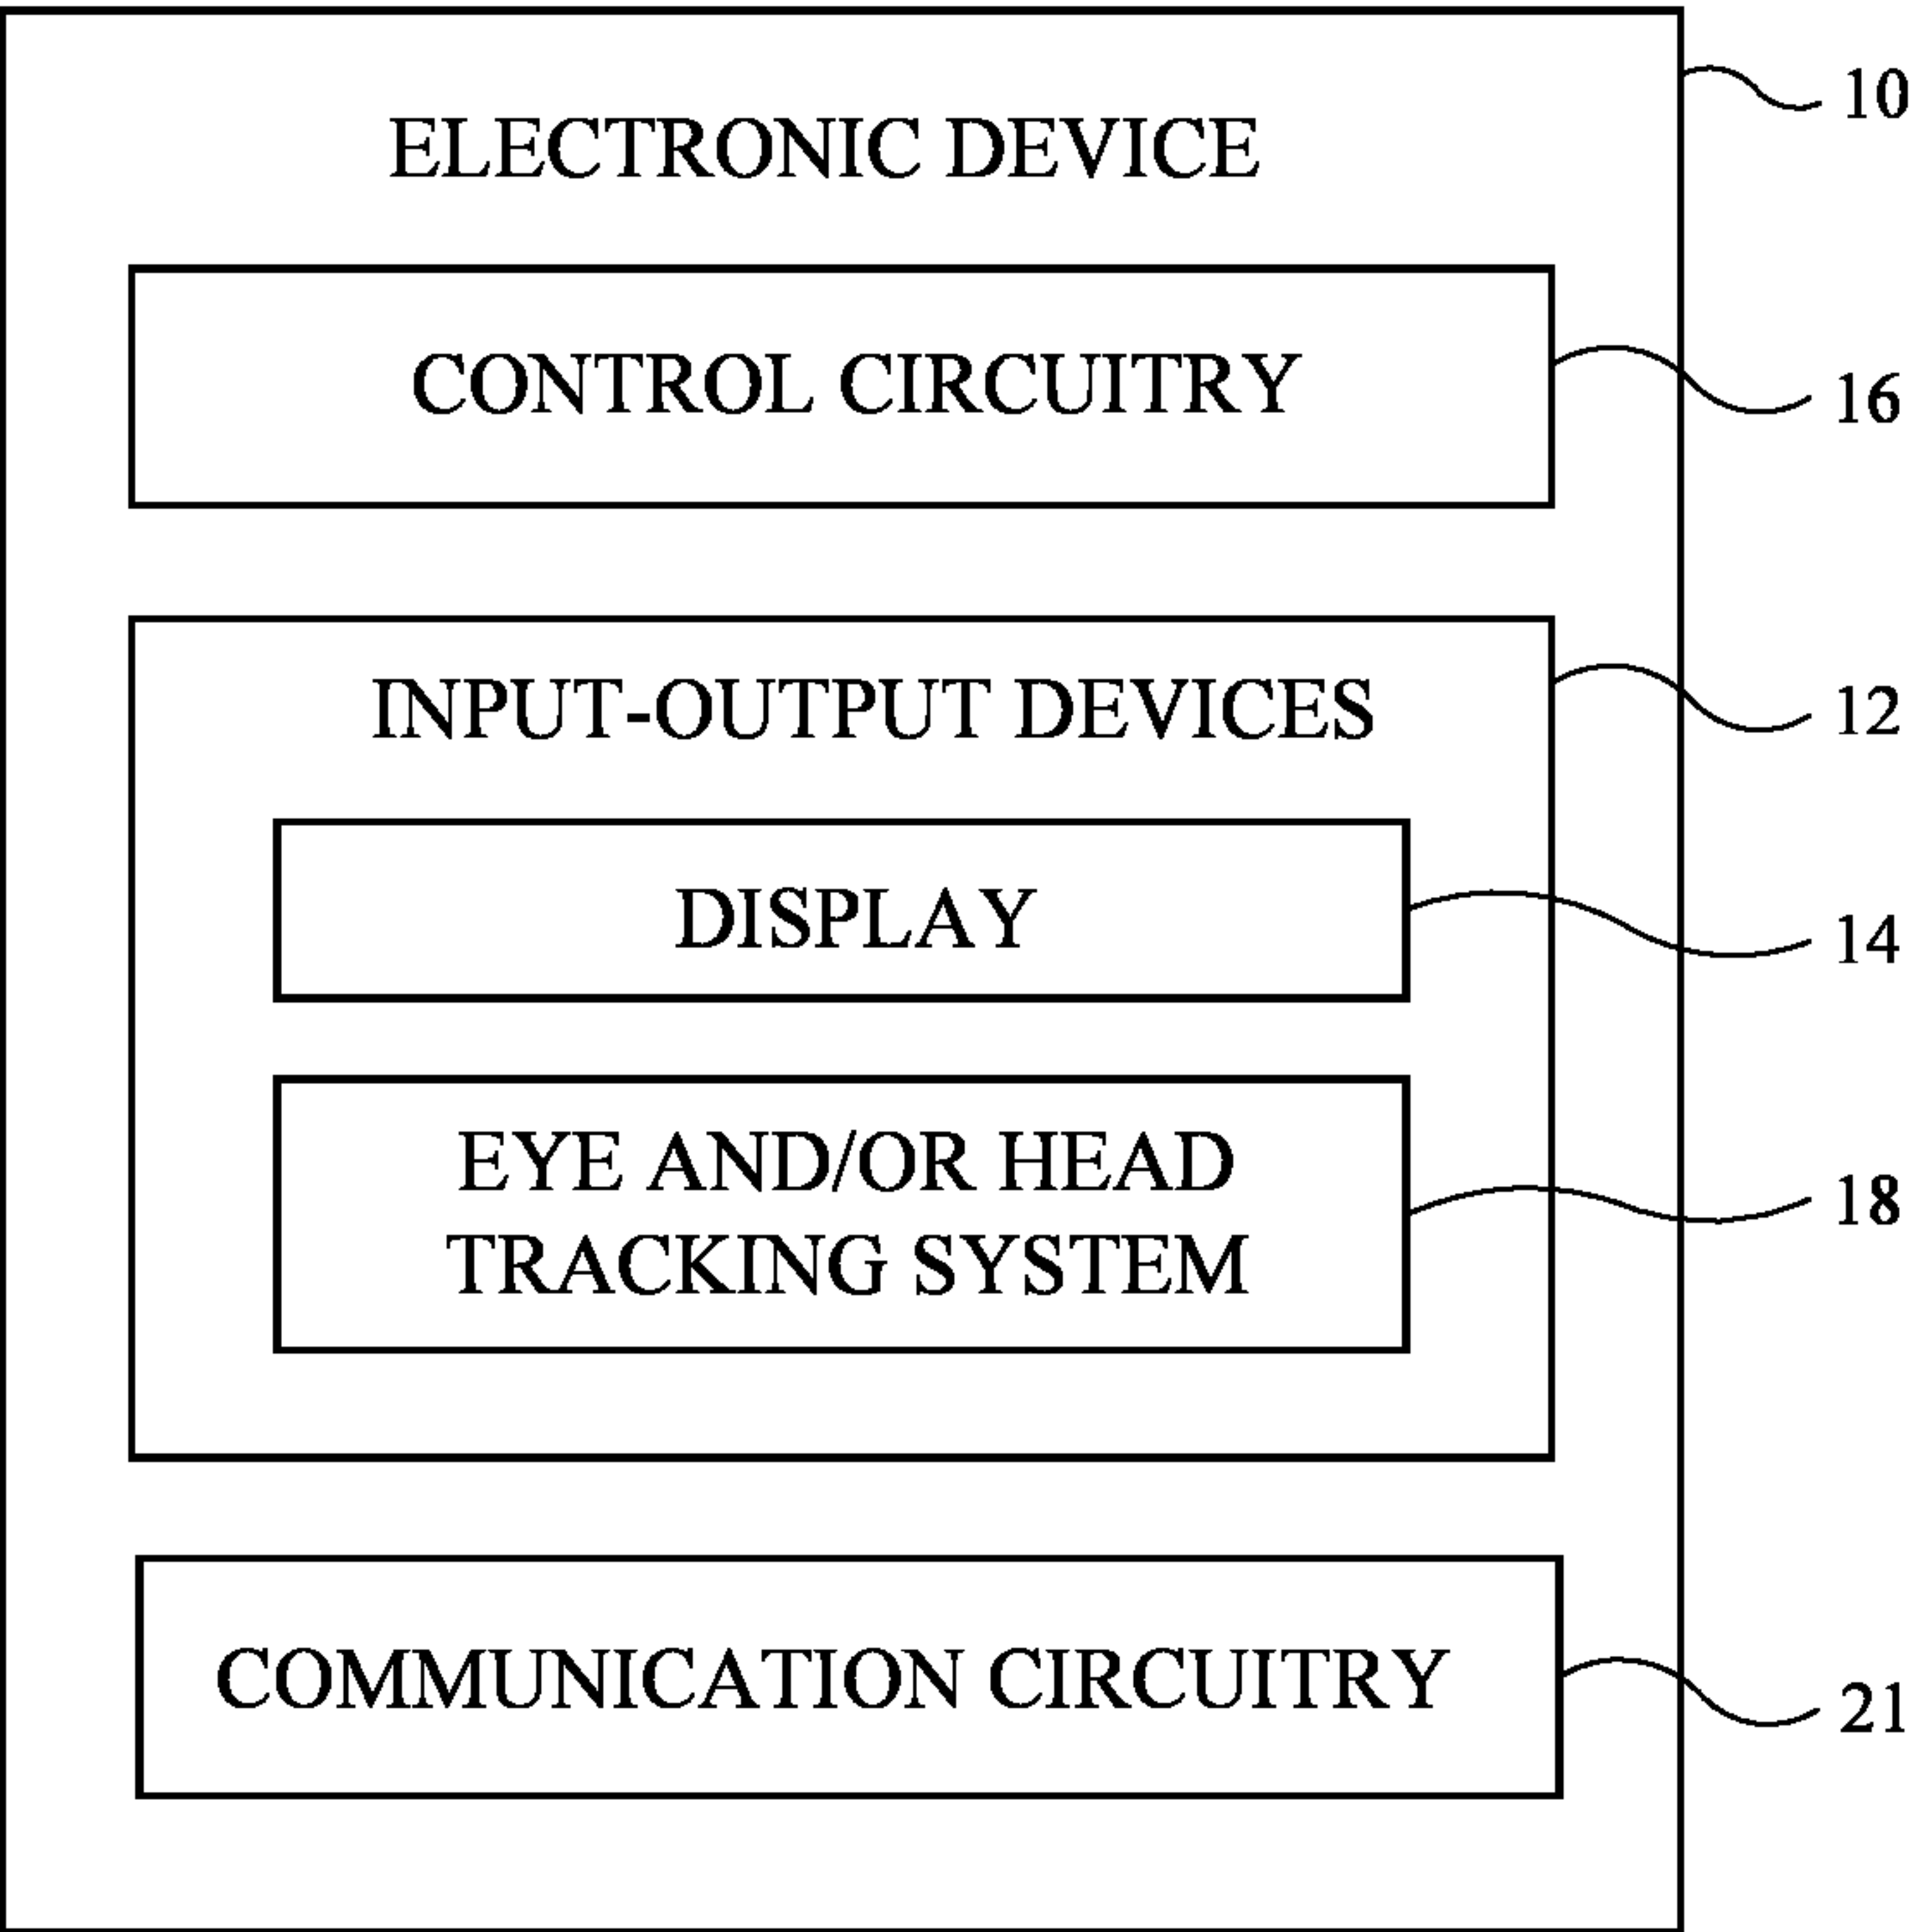 10
ELECTRONIC DEVICE
CONTROL CIRCUITRY
16
INPUT-OUTPUT DEVICES
12
DISPLAY
14
EYE AND/OR HEAD
TRACKING SYSTEM
18
COMMUNICATION CIRCUITRY
21